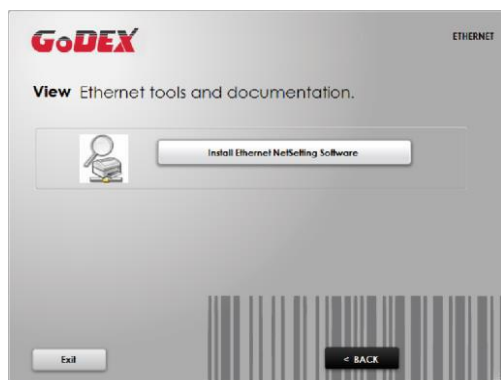 GoDEX
ETHERNET
View Ethernet tools and documentation.
Install Ethernet NetSetting Software
Exit
< BACK